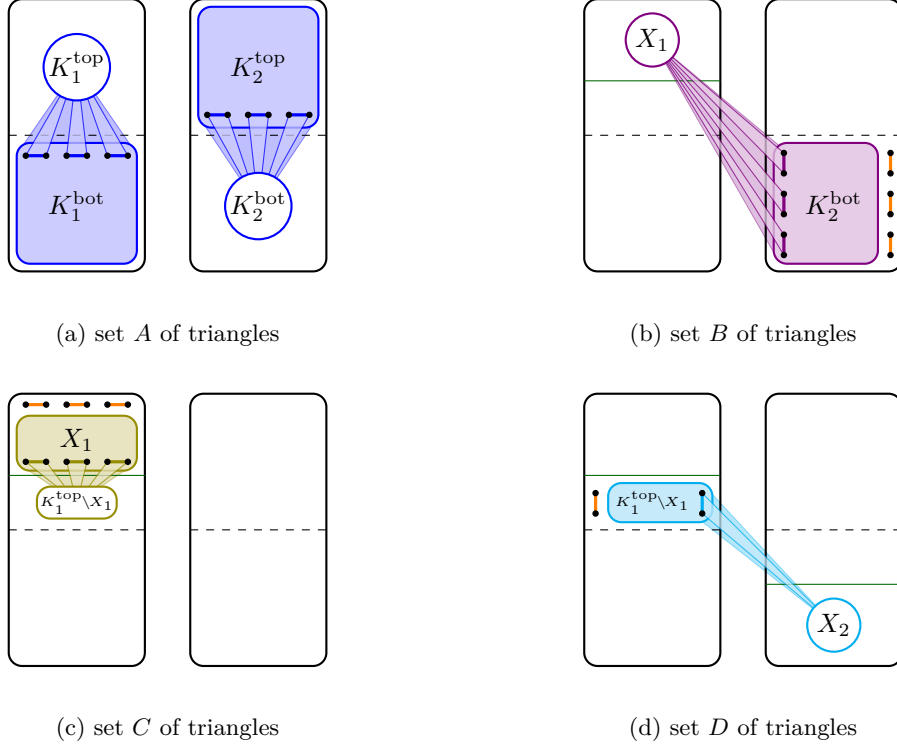 K_1^top
K_2^top
K_1^bot
K_2^bot
X_1
K_2^bot
(a) set A of triangles
(b) set B of triangles
X_1
K_1^top\X_1
K_1^top\X_1
X_2
(c) set C of triangles
(d) set D of triangles